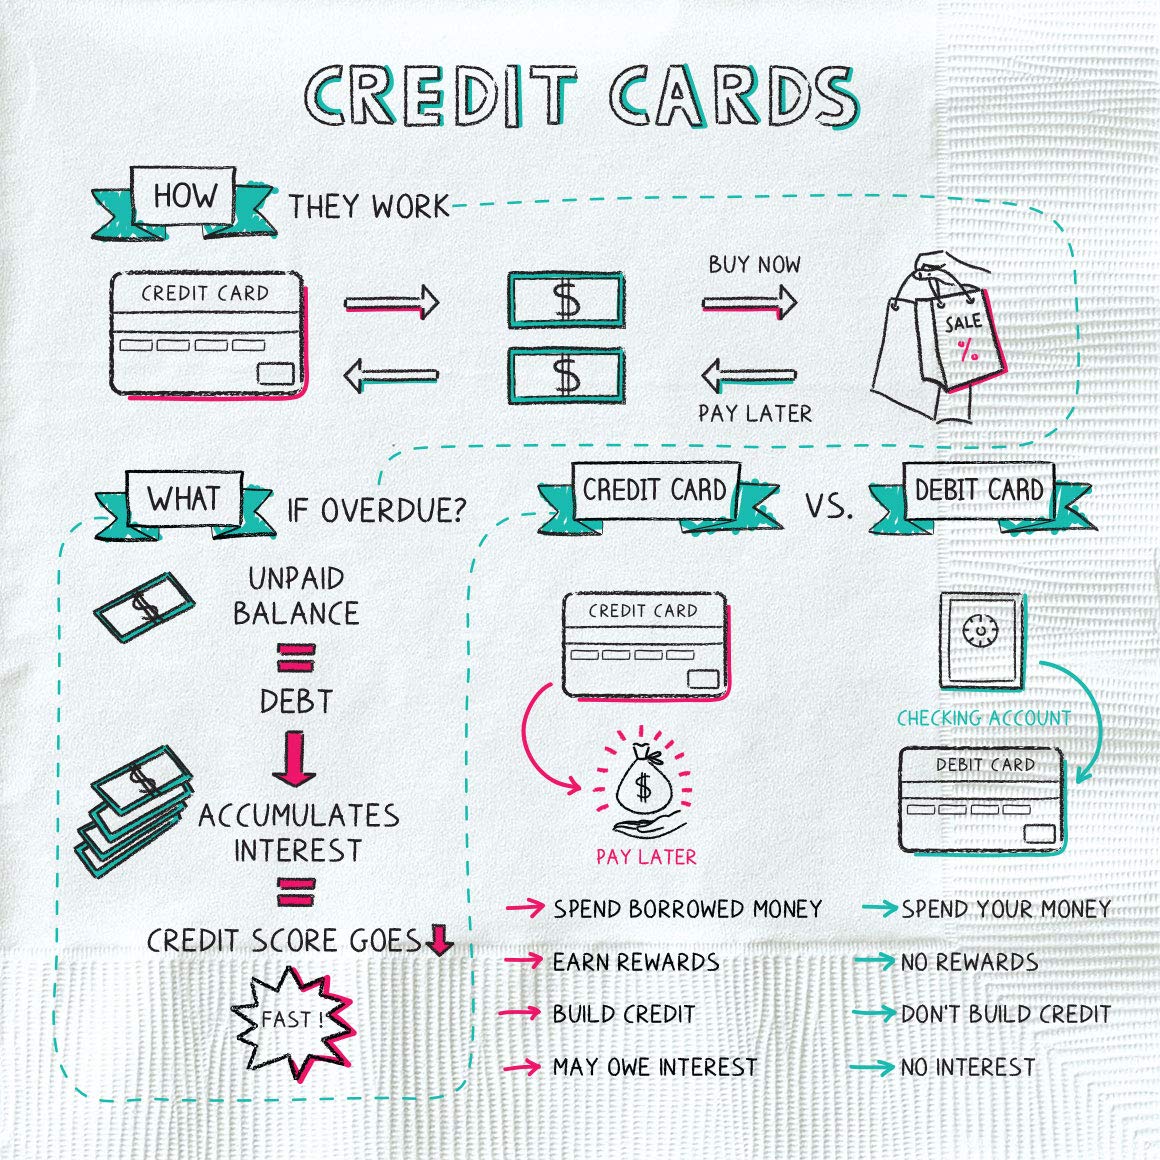 CREDIT CARDS
HOW THEY WORK
CREDIT CARD
$
BUY NOW
SALE
%
$
PAY LATER
WHAT IF OVERDUE?
$
UNPAID
BALANCE
=
DEBT
$
ACCUMULATES
INTEREST
=
CREDIT SCORE GOES
FAST!
CREDIT CARD VS. DEBIT CARD
CREDIT CARD
$
PAY LATER
CHECKING ACCOUNT
DEBIT CARD
SPEND BORROWED MONEY
EARN REWARDS
BUILD CREDIT
MAY OWE INTEREST
SPEND YOUR MONEY
NO REWARDS
DON'T BUILD CREDIT
NO INTEREST